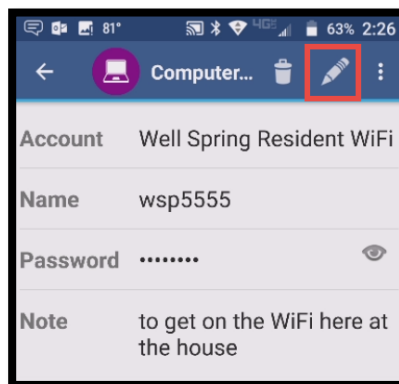 81° 4GE 63% 2:26
Computer...
Account Well Spring Resident WiFi
Name wsp5555
Password ••••••••
Note to get on the WiFi here at
the house